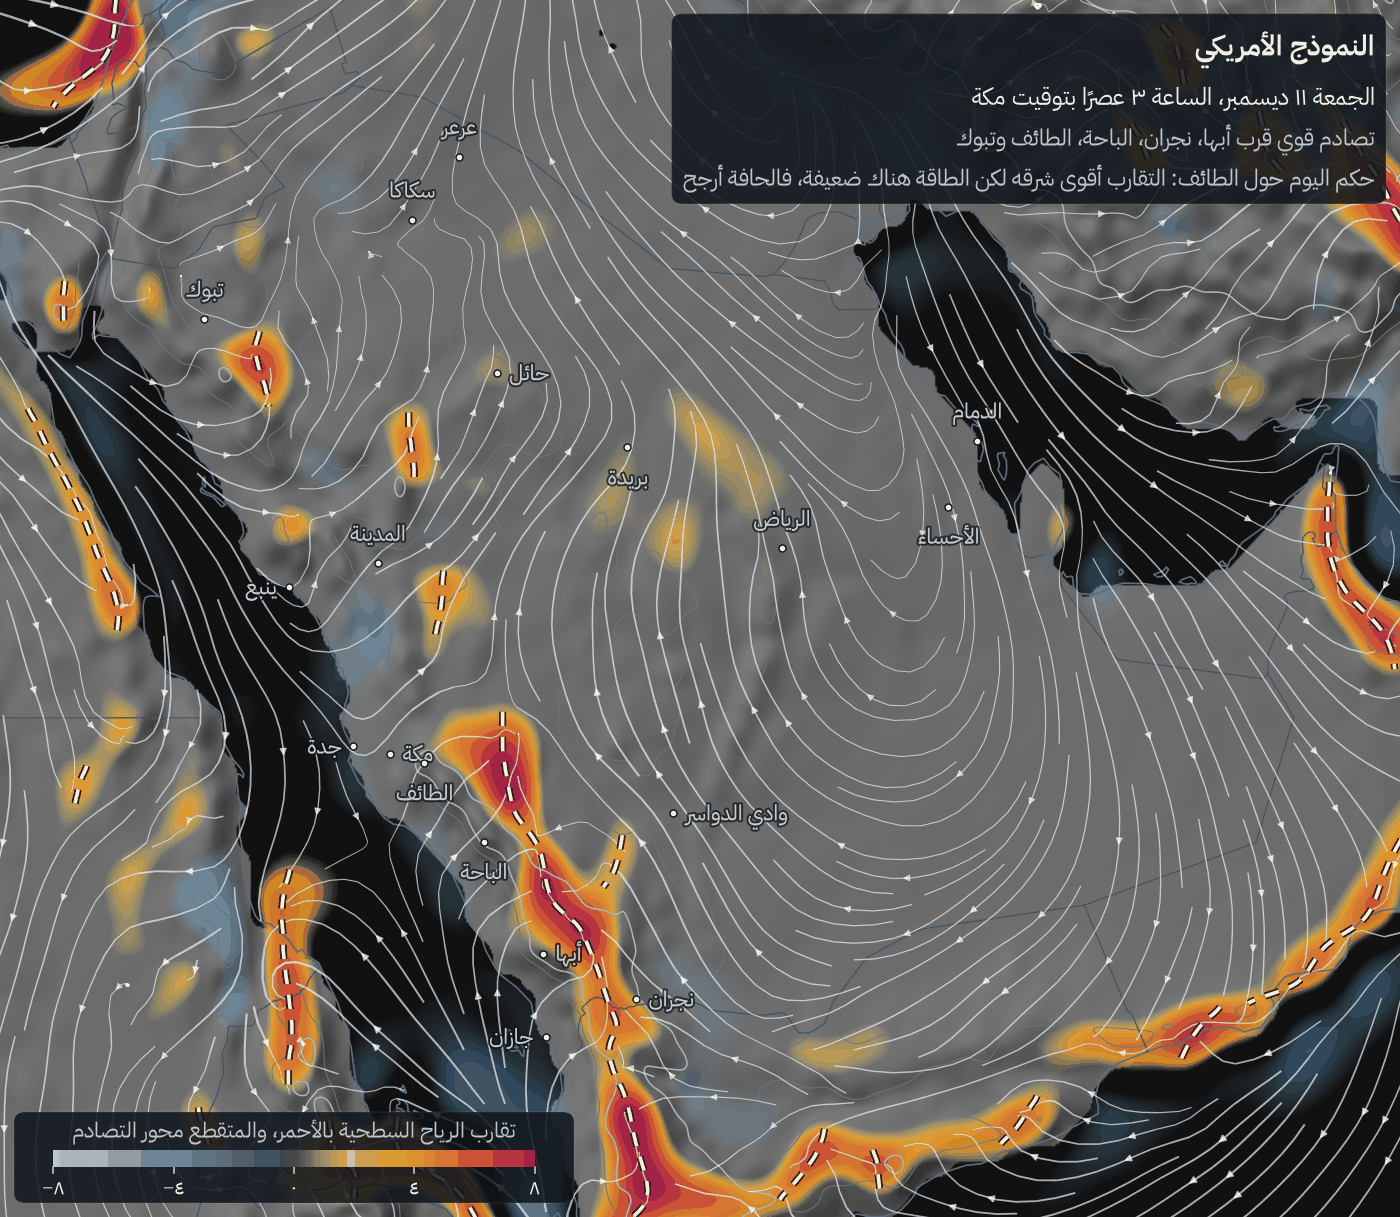 النموذج الأمريكي
الجمعة ١١ ديسمبر، الساعة ٣ عصرًا بتوقيت مكة
تصادم قوي قرب أبها، نجران، الباحة، الطائف وتبوك
حكم اليوم حول الطائف: التقارب أقوى شرقه لكن الطاقة هناك ضعيفة، فالحافة أرجح
عرعر
سكاكا
تبوك
حائل
الدمام
بريدة
الرياض
الأحساء
المدينة
ينبع
جدة
مكة
الطائف
وادي الدواسر
الباحة
أبها
نجران
جازان
تقارب الرياح السطحية بالأحمر، والمتقطع محور التصادم
−٨ −٤ ٠ ٤ ٨